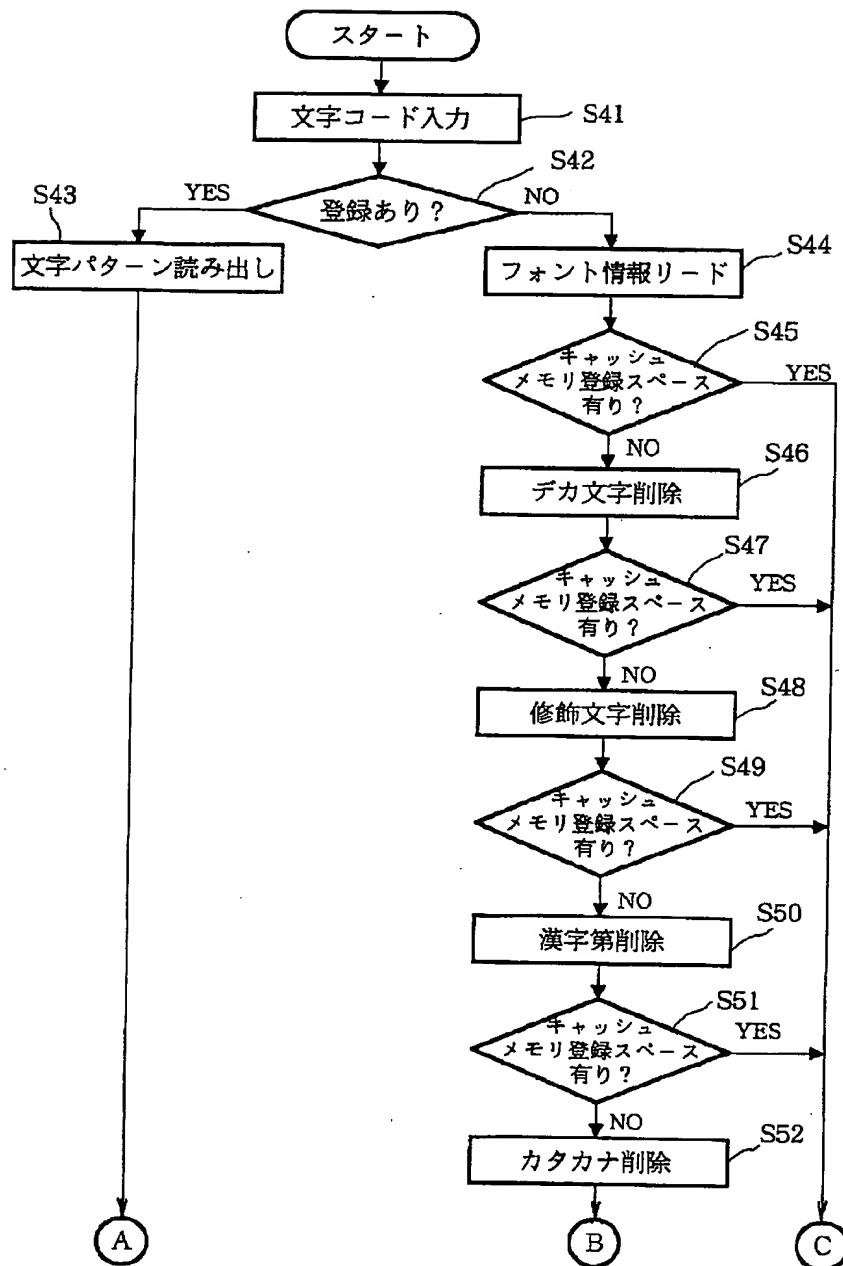 スタート
文字コード入力
S41
S42
YES
NO
登録あり？
S43
文字パターン読み出し
S44
フォント情報リード
S45
キャッシュ
メモリ登録スペース
有り？
YES
NO
S46
デカ文字削除
S47
キャッシュ
メモリ登録スペース
有り？
YES
NO
S48
修飾文字削除
S49
キャッシュ
メモリ登録スペース
有り？
YES
NO
S50
漢字第削除
S51
キャッシュ
メモリ登録スペース
有り？
YES
NO
S52
カタカナ削除
A
B
C